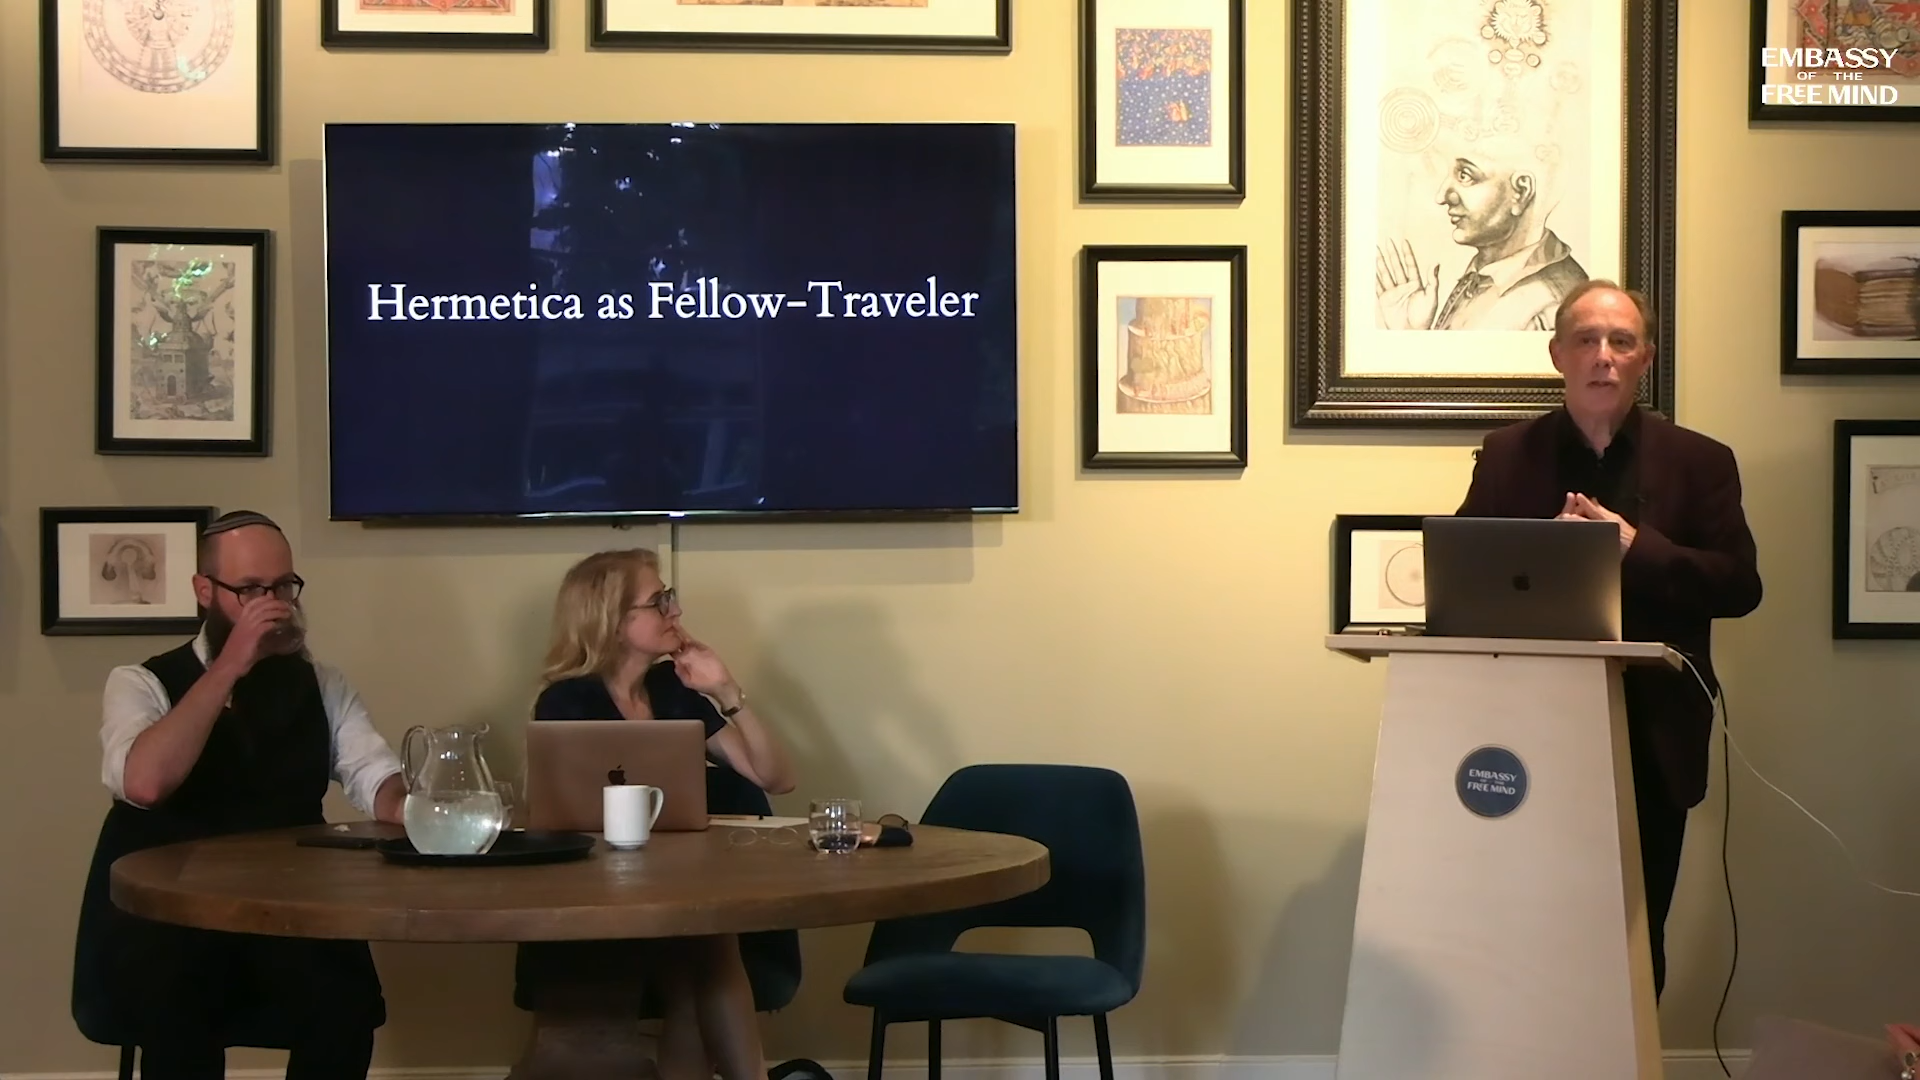 EMBASSY
OF THE
FREE MIND
Hermetica as Fellow-Traveler
EMBASSY
OF THE
FREE MIND